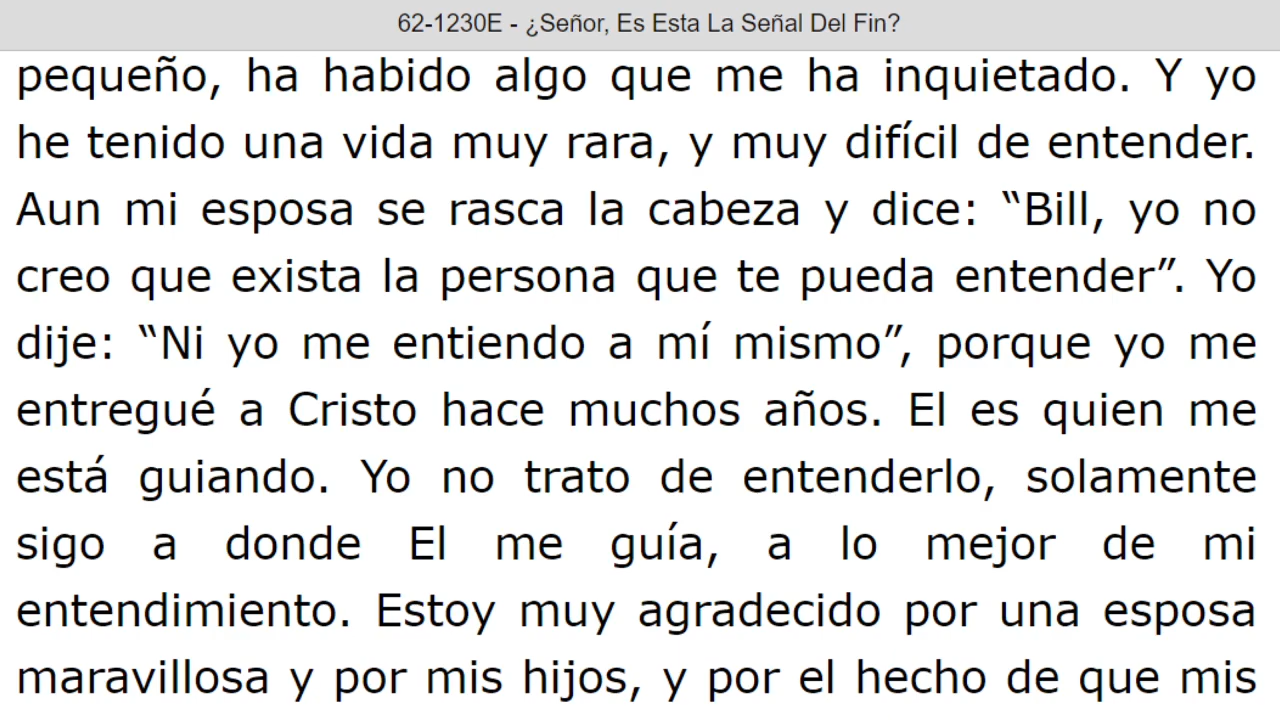 62-1230E - ¿Señor, Es Esta La Señal Del Fin?
pequeño, ha habido algo que me ha inquietado. Y yo
he tenido una vida muy rara, y muy difícil de entender.
Aun mi esposa se rasca la cabeza y dice: “Bill, yo no
creo que exista la persona que te pueda entender”. Yo
dije: “Ni yo me entiendo a mí mismo”, porque yo me
entregué a Cristo hace muchos años. El es quien me
está guiando. Yo no trato de entenderlo, solamente
sigo a donde El me guía, a lo mejor de mi
entendimiento. Estoy muy agradecido por una esposa
maravillosa y por mis hijos, y por el hecho de que mis